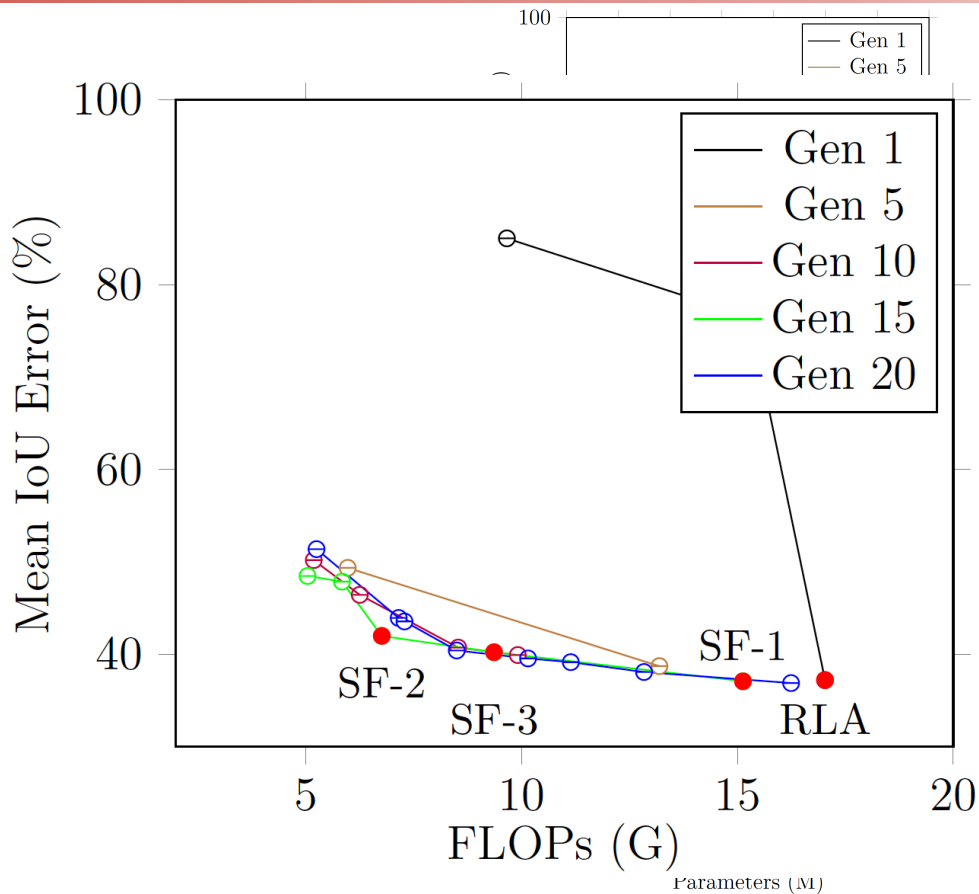 100
Gen 1
Gen 5
100
80
60
40
Mean IoU Error (%)
Gen 1
Gen 5
Gen 10
Gen 15
Gen 20
SF-1
SF-2
SF-3
RLA
5
10
15
20
FLOPs (G)
Parameters (M)